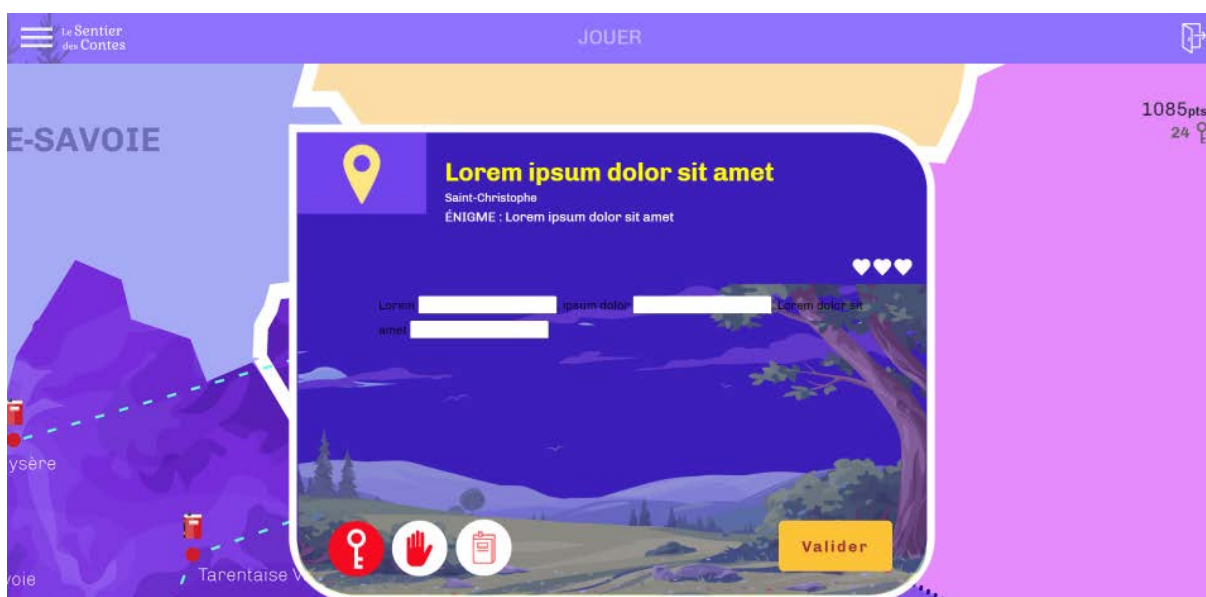 Le Sentier
des Contes
JOUER
E-SAVOIE
1085pts
24
Lorem ipsum dolor sit amet
Saint-Christophe
ÉNIGME : Lorem ipsum dolor sit amet
Lorem ipsum dolor . Lorem dolor sit
amet
ysère
Valider
Tarentaise V
voie